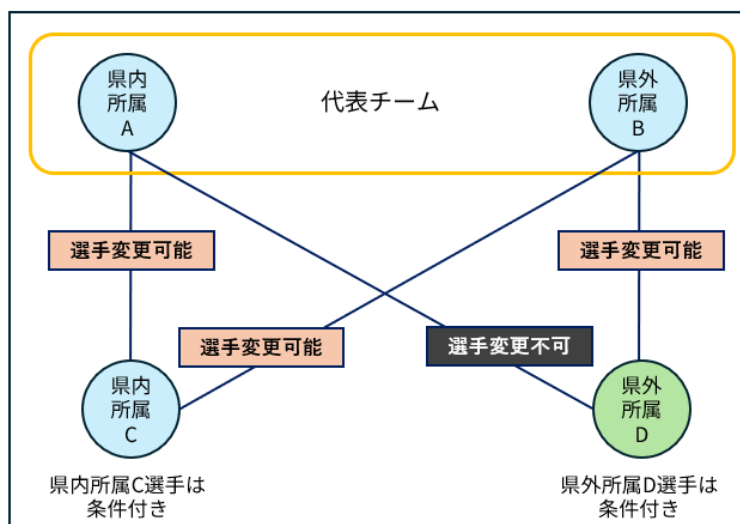 県内
所属
A
代表チーム
県外
所属
B
選手変更可能
選手変更可能
選手変更可能
選手変更不可
県内
所属
C
県外
所属
D
県内所属C選手は
条件付き
県外所属D選手は
条件付き